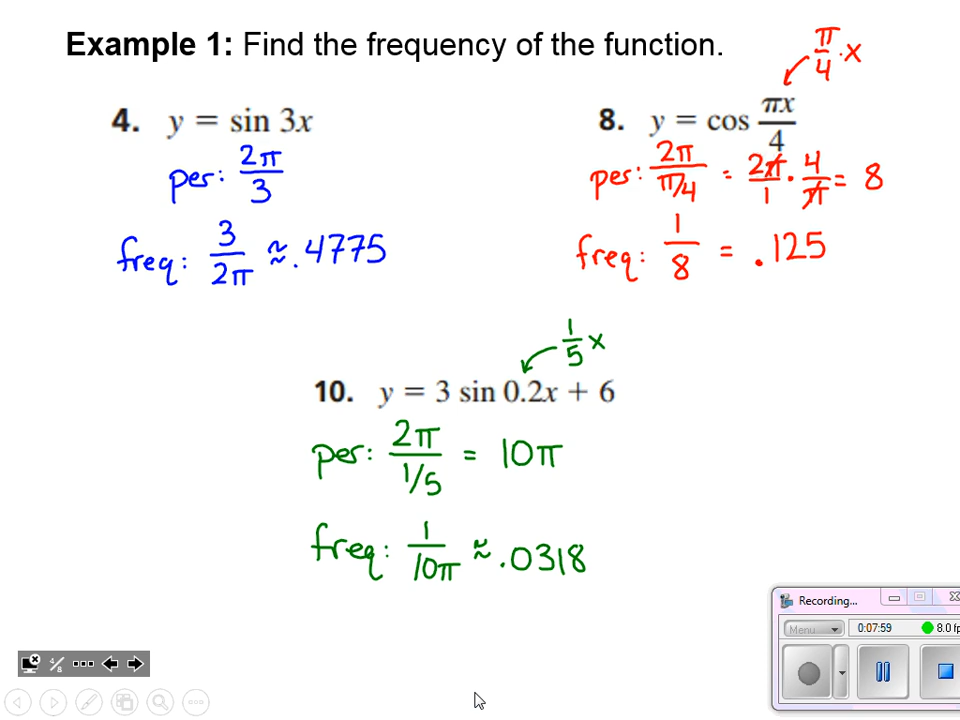 Example 1: Find the frequency of the function.
π/4 · x
4. y = sin 3x
per: 2π/3
freq: 3/2π ≈ .4775
8. y = cos πx/4
per: 2π/(π/4) = 2π/1 · 4/π = 8
freq: 1/8 = .125
1/5 x
10. y = 3 sin 0.2x + 6
per: 2π/(1/5) = 10π
freq: 1/10π ≈ .0318
Recording...
Menu 0:07:59 8.0 fp